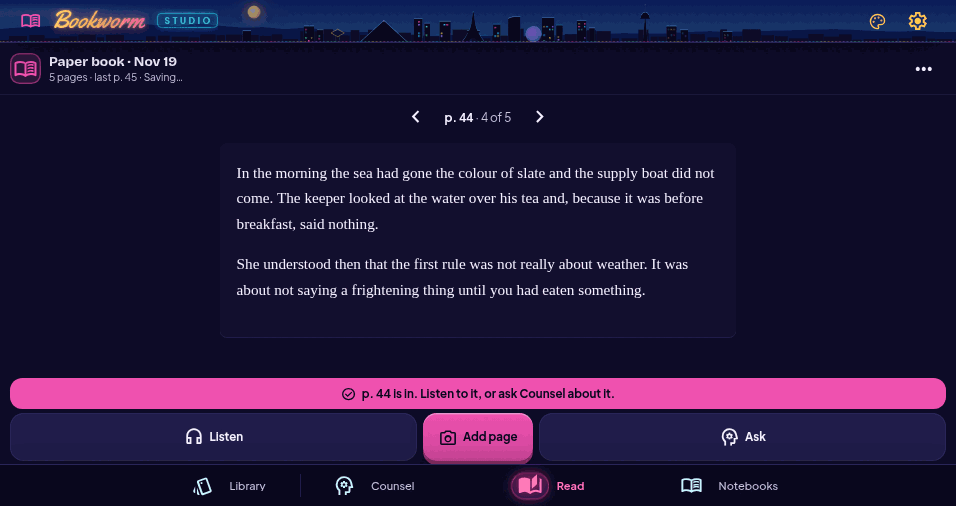 Bookworm STUDIO
Paper book · Nov 19
5 pages · last p. 45 · Saving...
p. 44 · 4 of 5
In the morning the sea had gone the colour of slate and the supply boat did not
come. The keeper looked at the water over his tea and, because it was before
breakfast, said nothing.
She understood then that the first rule was not really about weather. It was
about not saying a frightening thing until you had eaten something.
p. 44 is in. Listen to it, or ask Counsel about it.
Listen
Add page
Ask
Library
Counsel
Read
Notebooks